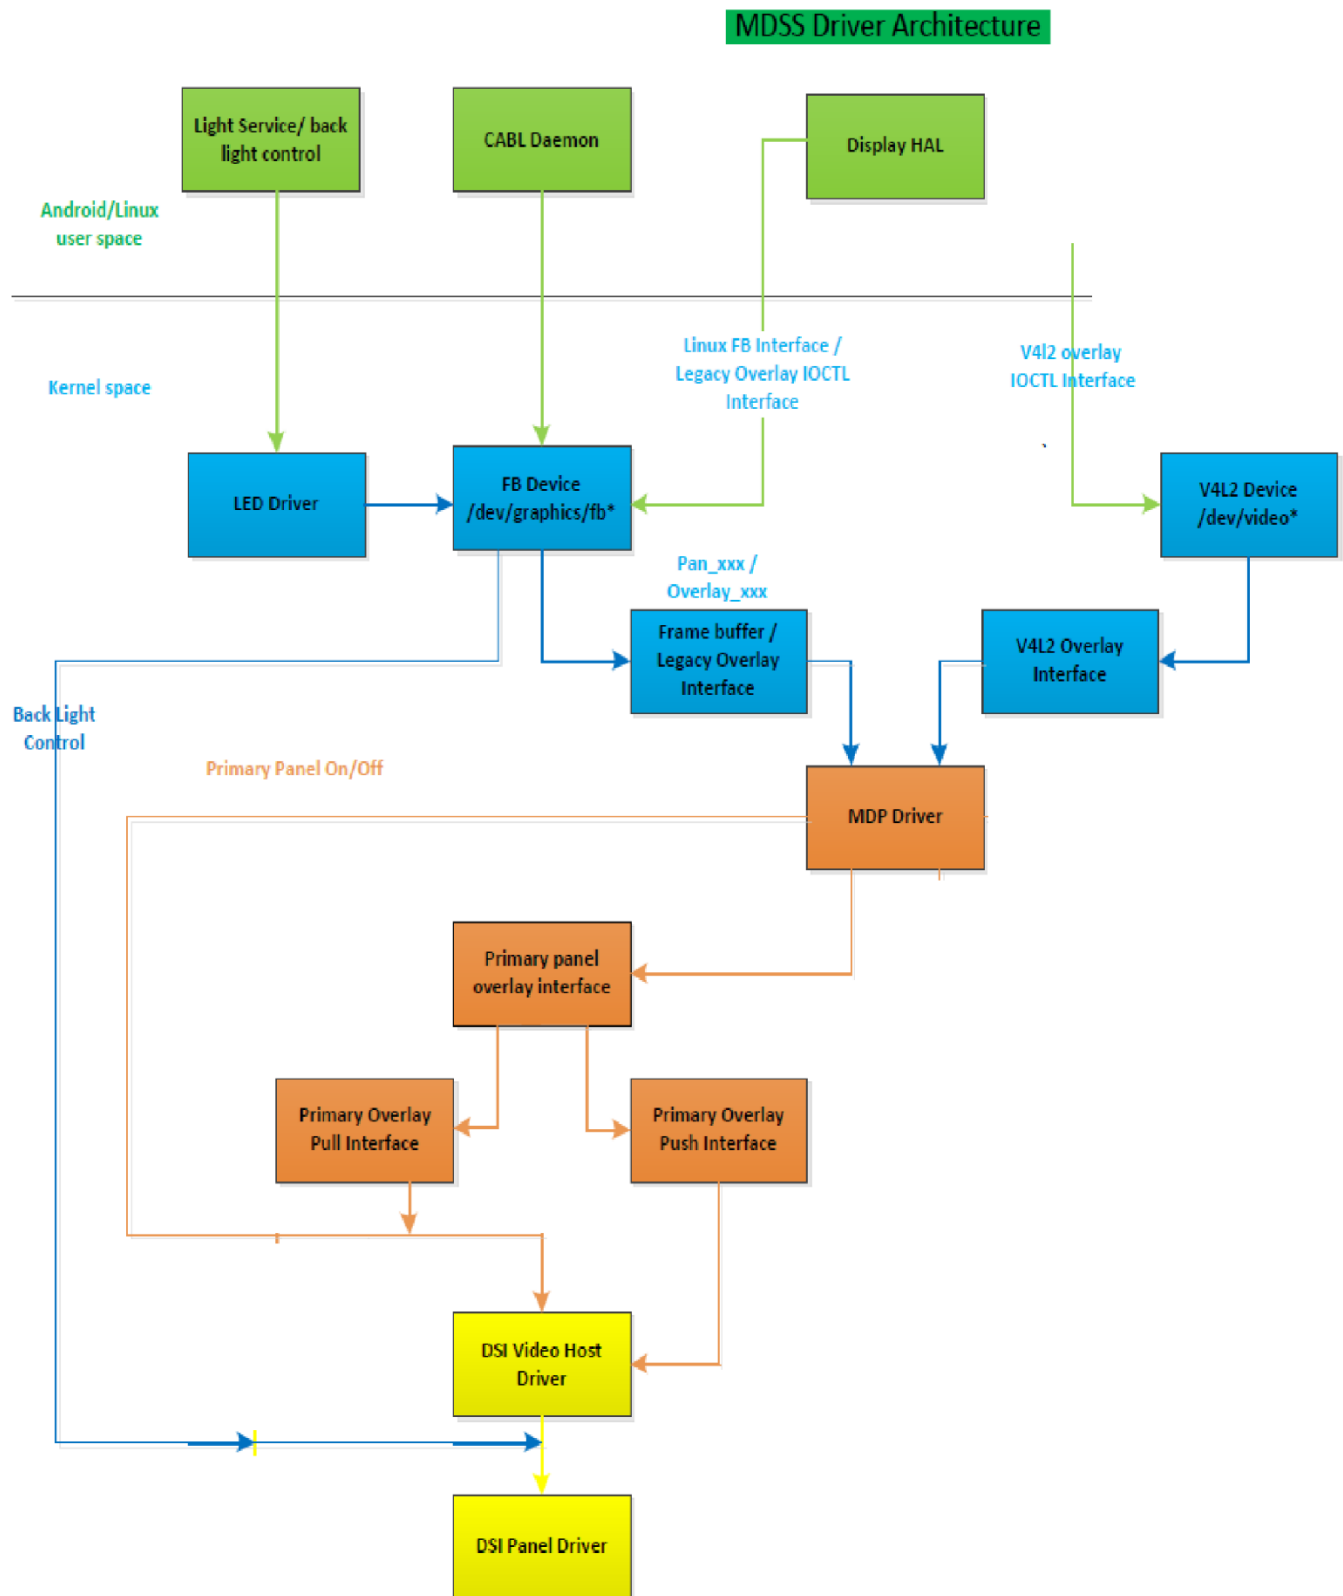 MDSS Driver Architecture
Light Service/ back
light control
CABL Daemon
Display HAL
Android/Linux
user space
Kernel space
Linux FB Interface /
Legacy Overlay IOCTL
Interface
V4l2 overlay
IOCTL Interface
LED Driver
FB Device
/dev/graphics/fb*
V4L2 Device
/dev/video*
Pan_xxx /
Overlay_xxx
Frame buffer /
Legacy Overlay
Interface
V4L2 Overlay
Interface
Back Light
Control
Primary Panel On/Off
MDP Driver
Primary panel
overlay interface
Primary Overlay
Pull Interface
Primary Overlay
Push Interface
DSI Video Host
Driver
DSI Panel Driver